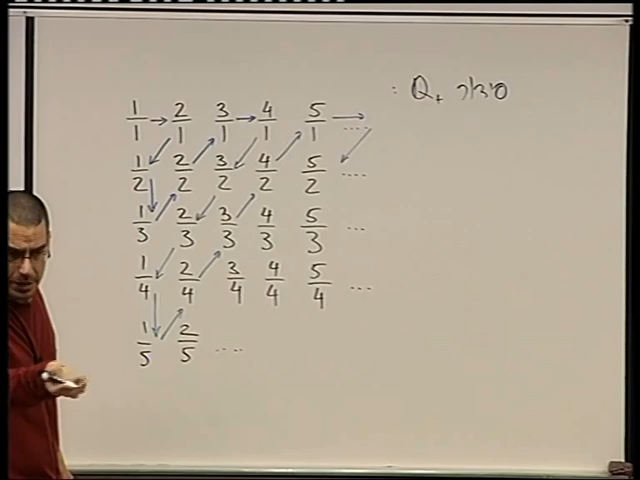 : Q₊ מניית
1/1 → 2/1 3/1 → 4/1 5/1 → ....
1/2 2/2 3/2 4/2 5/2 ....
1/3 2/3 3/3 4/3 5/3 ...
1/4 2/4 3/4 4/4 5/4 ...
1/5 2/5 ....